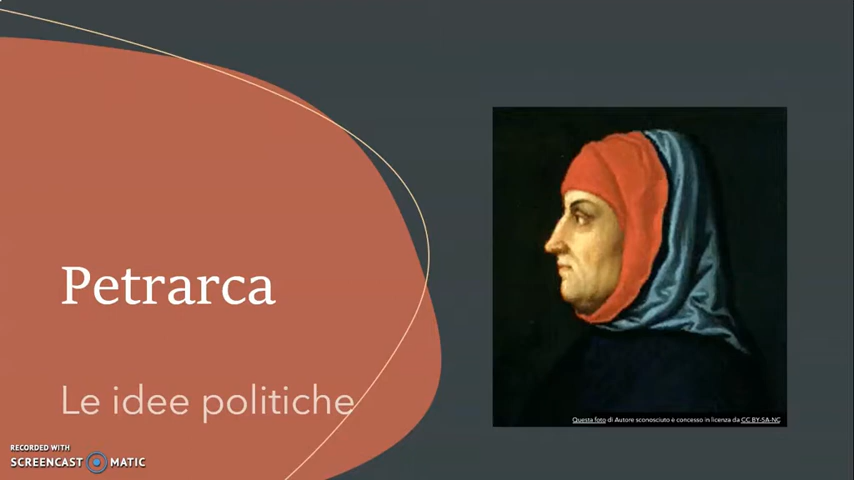 Petrarca
Le idee politiche
Questa foto di Autore sconosciuto è concesso in licenza da CC BY-SA-NC
RECORDED WITH
SCREENCAST MATIC